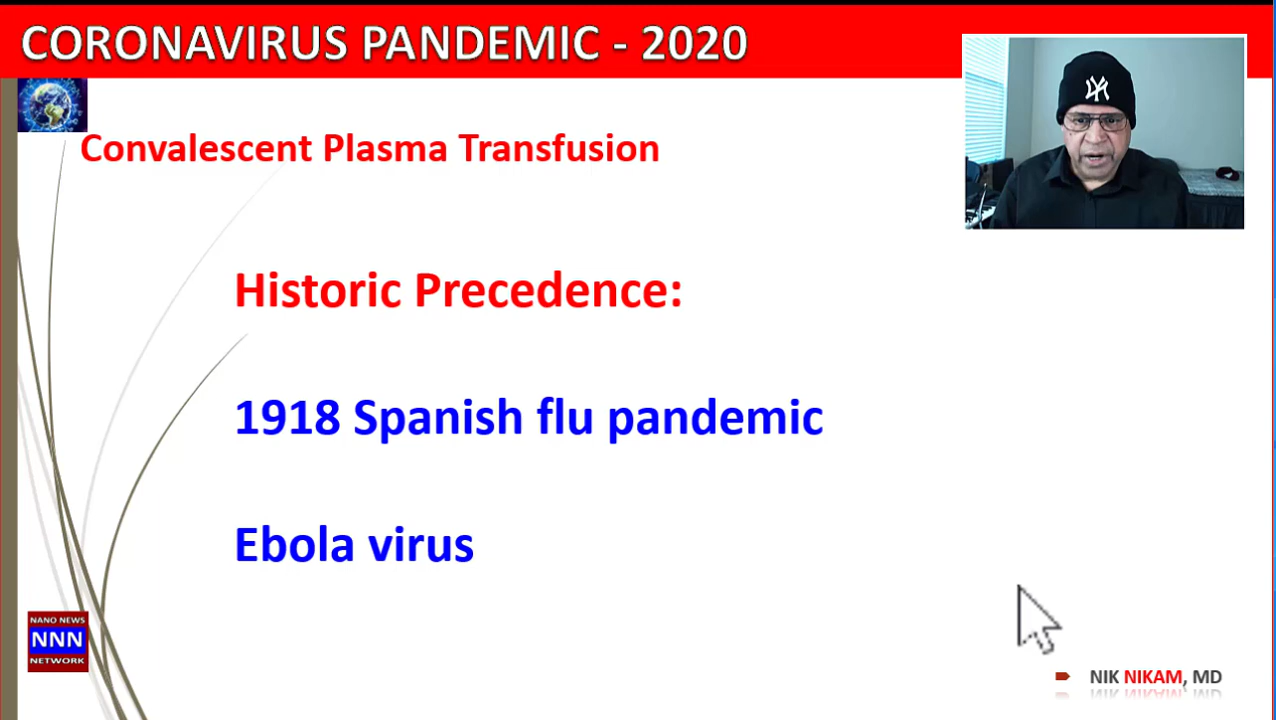 CORONAVIRUS PANDEMIC - 2020
Convalescent Plasma Transfusion
Historic Precedence:
1918 Spanish flu pandemic
Ebola virus
NANO NEWS
NNN
NETWORK
NIK NIKAM, MD
NY